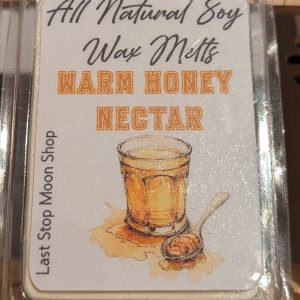 All Natural Soy
Wax Melts
WARM HONEY
NECTAR
Last Stop Moon Shop